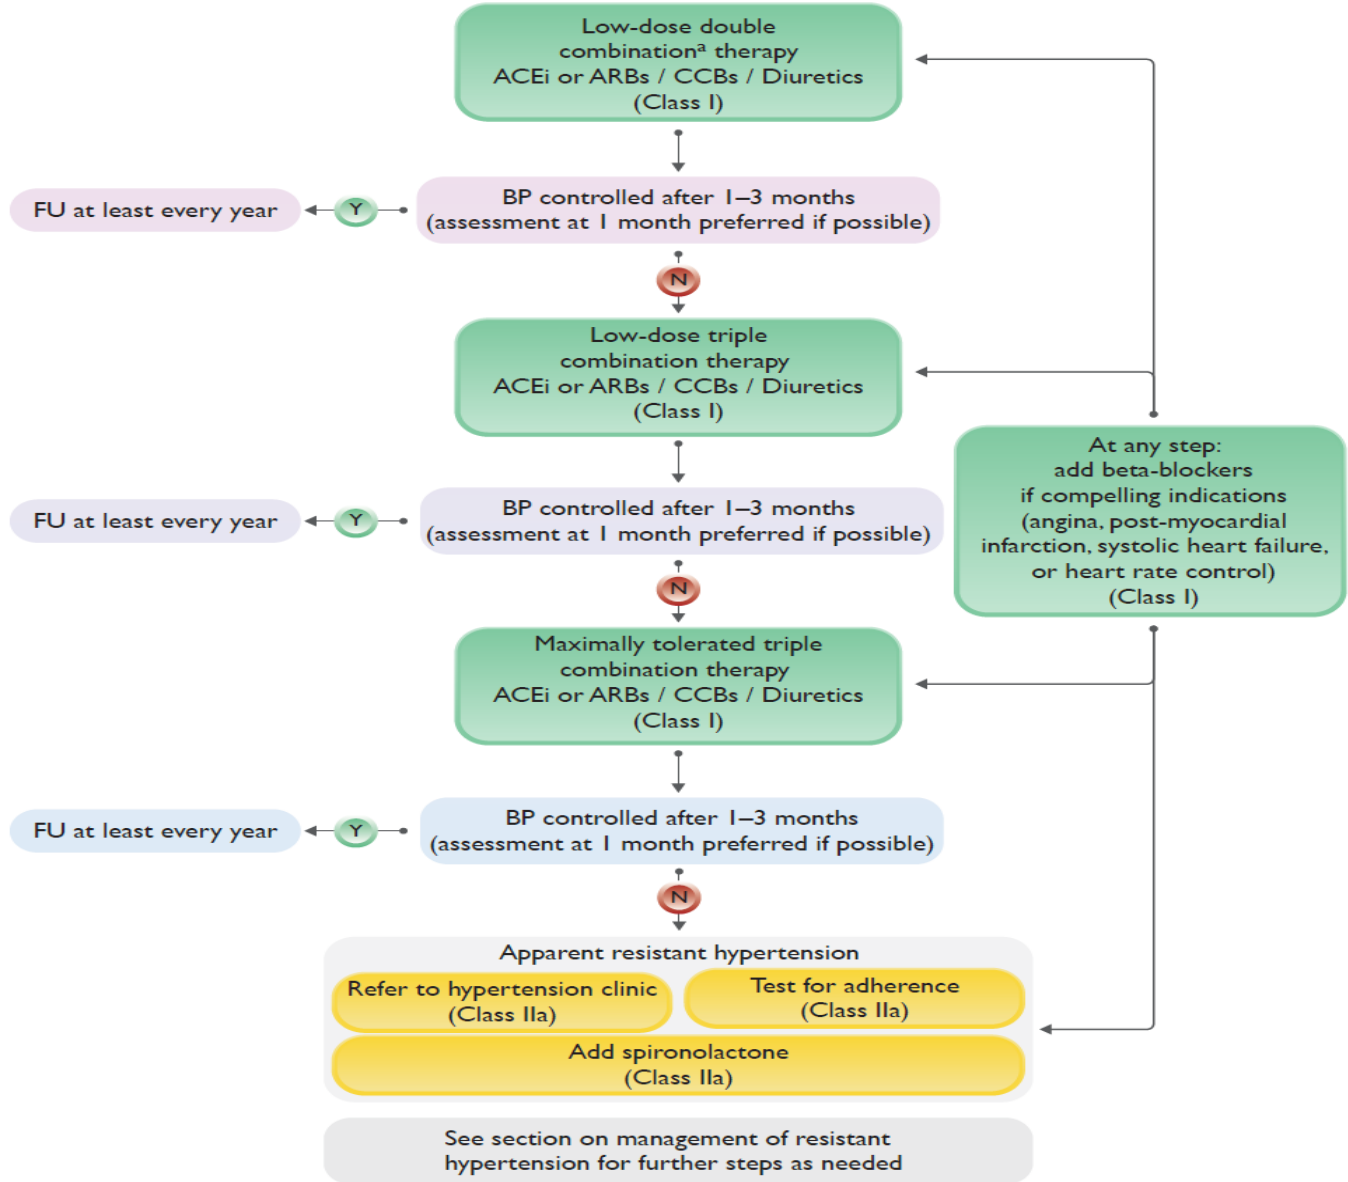 Low-dose double
combinationᵃ therapy
ACEi or ARBs / CCBs / Diuretics
(Class I)
BP controlled after 1–3 months
(assessment at 1 month preferred if possible)
Y
FU at least every year
N
Low-dose triple
combination therapy
ACEi or ARBs / CCBs / Diuretics
(Class I)
At any step:
add beta-blockers
if compelling indications
(angina, post-myocardial
infarction, systolic heart failure,
or heart rate control)
(Class I)
BP controlled after 1–3 months
(assessment at 1 month preferred if possible)
Y
FU at least every year
N
Maximally tolerated triple
combination therapy
ACEi or ARBs / CCBs / Diuretics
(Class I)
BP controlled after 1–3 months
(assessment at 1 month preferred if possible)
Y
FU at least every year
N
Apparent resistant hypertension
Refer to hypertension clinic
(Class IIa)
Test for adherence
(Class IIa)
Add spironolactone
(Class IIa)
See section on management of resistant
hypertension for further steps as needed